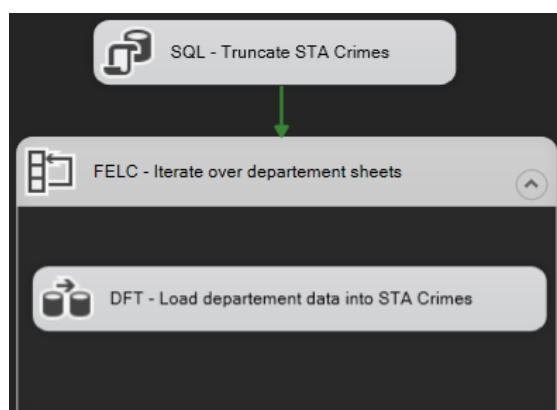 SQL - Truncate STA Crimes
FELC - Iterate over departement sheets
DFT - Load departement data into STA Crimes